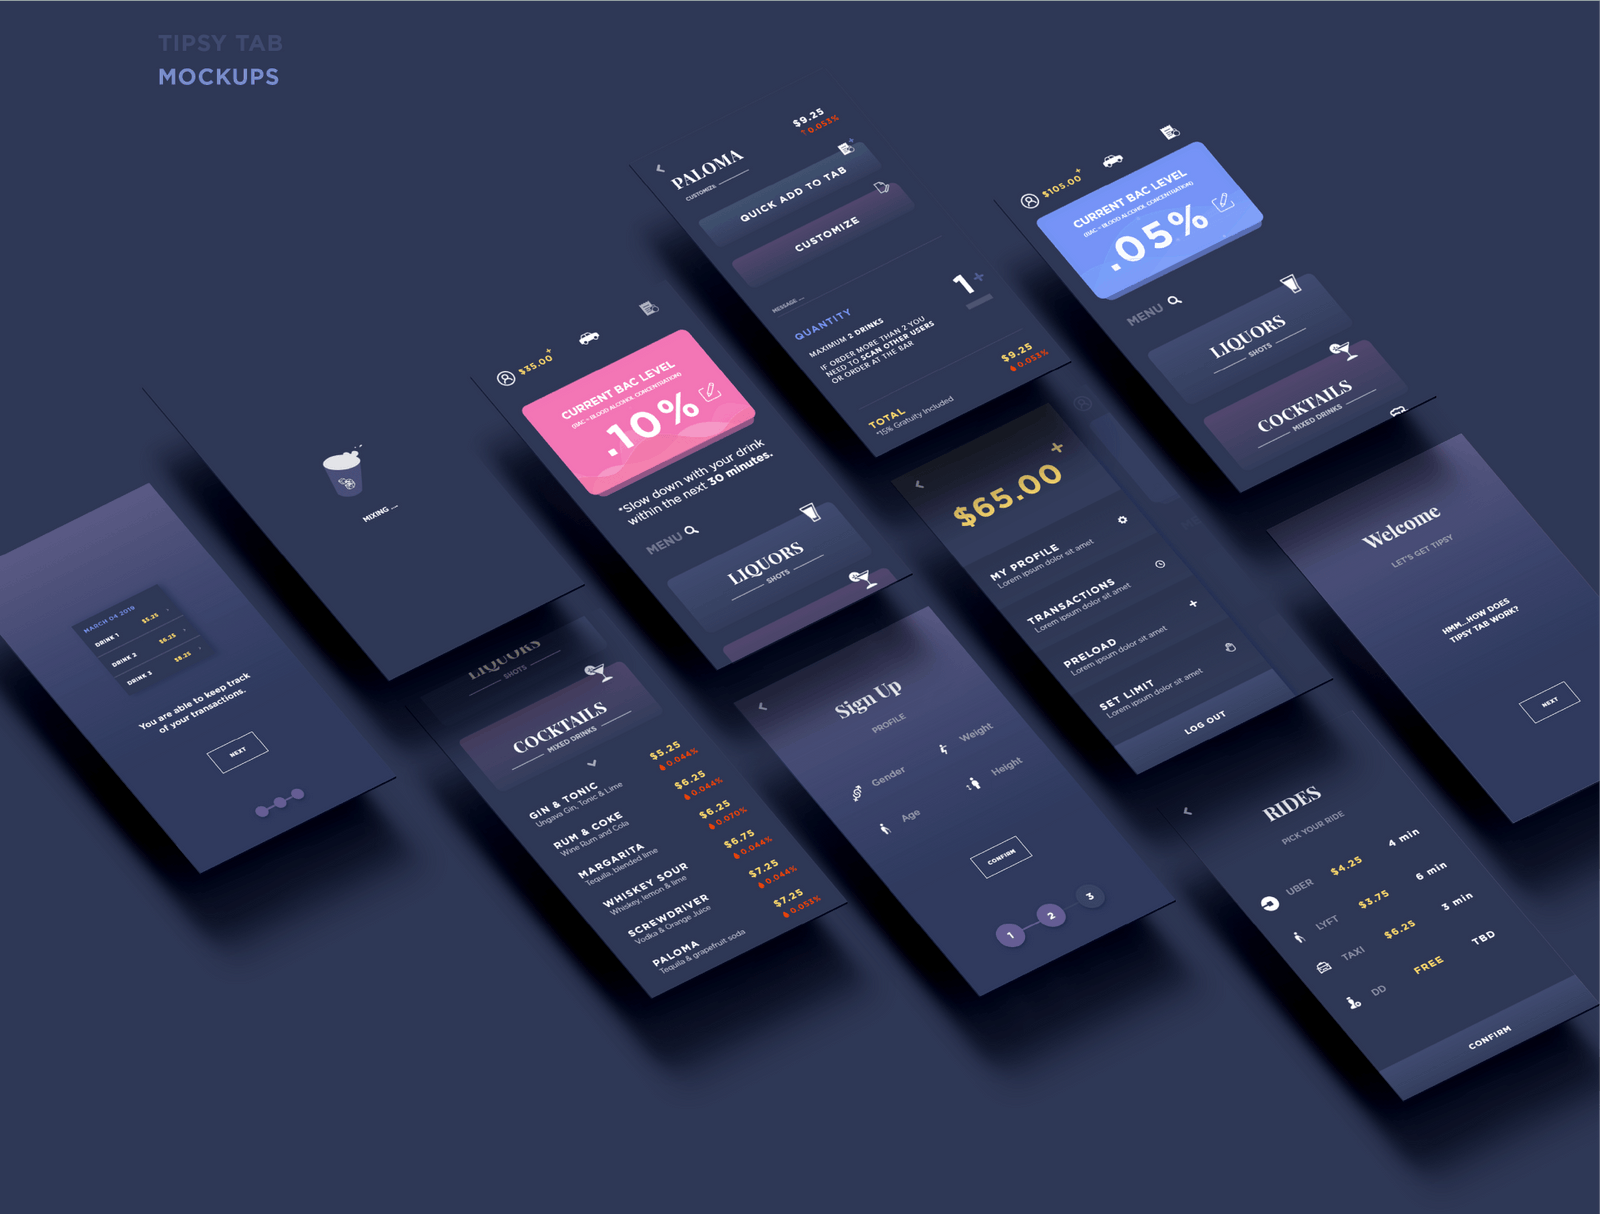 TIPSY TAB
MOCKUPS
MARCH 04 2019
DRINK 1 $5.25
DRINK 2 $6.25
DRINK 3 $8.25
You are able to keep track
of your transactions.
NEXT
MIXING ...
$35.00+
CURRENT BAC LEVEL
(BAC = BLOOD ALCOHOL CONCENTRATION)
.10%
*Slow down with your drink
within the next 30 minutes.
MENU
LIQUORS
SHOTS
$9.25
↑0.053%
PALOMA
CUSTOMIZE
QUICK ADD TO TAB
CUSTOMIZE
MESSAGE ...
QUANTITY
1+
MAXIMUM 2 DRINKS
IF ORDER MORE THAN 2 YOU
NEED TO SCAN OTHER USERS
OR ORDER AT THE BAR
$9.25
0.053%
TOTAL
*15% Gratuity Included
$105.00+
CURRENT BAC LEVEL
(BAC = BLOOD ALCOHOL CONCENTRATION)
.05%
MENU
LIQUORS
SHOTS
COCKTAILS
MIXED DRINKS
LIQUORS
SHOTS
COCKTAILS
MIXED DRINKS
GIN & TONIC $5.25
Ungava Gin, Tonic & Lime 0.044%
RUM & COKE $6.25
Wine Rum and Cola 0.044%
MARGARITA $6.25
Tequila, blended lime 0.070%
WHISKEY SOUR $6.75
Whiskey, lemon & lime 0.044%
SCREWDRIVER $7.25
Vodka & Orange Juice 0.044%
PALOMA $7.25
Tequila & grapefruit soda 0.053%
Sign Up
PROFILE
Gender Weight
Age Height
CONFIRM
1 2 3
+
$65.00
MY PROFILE
Lorem ipsum dolor sit amet
TRANSACTIONS
Lorem ipsum dolor sit amet
PRELOAD
Lorem ipsum dolor sit amet
SET LIMIT
Lorem ipsum dolor sit amet
LOG OUT
Welcome
LET'S GET TIPSY
HMM...HOW DOES
TIPSY TAB WORK?
NEXT
RIDES
PICK YOUR RIDE
UBER $4.25 4 min
LYFT $3.75 6 min
TAXI $6.25 3 min
DD FREE TBD
CONFIRM